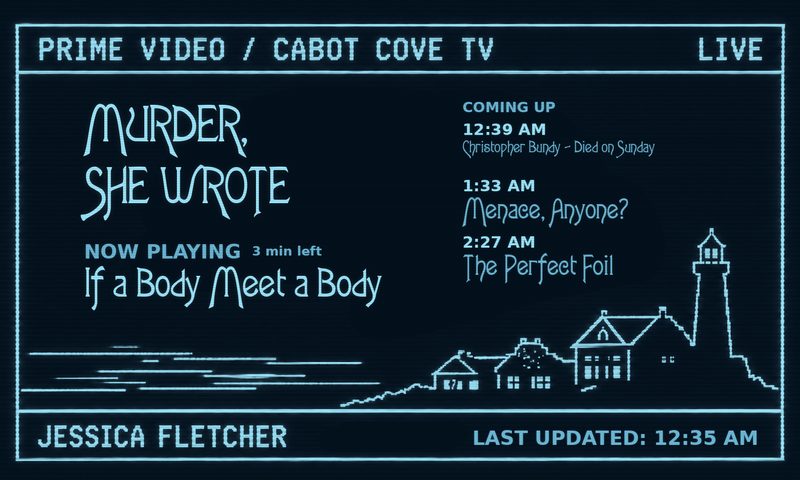 PRIME VIDEO / CABOT COVE TV
LIVE
MURDER,
SHE WROTE
NOW PLAYING 3 min left
If a Body Meet a Body
COMING UP
12:39 AM
Christopher Bundy - Died on Sunday
1:33 AM
Menace, Anyone?
2:27 AM
The Perfect Foil
JESSICA FLETCHER
LAST UPDATED: 12:35 AM